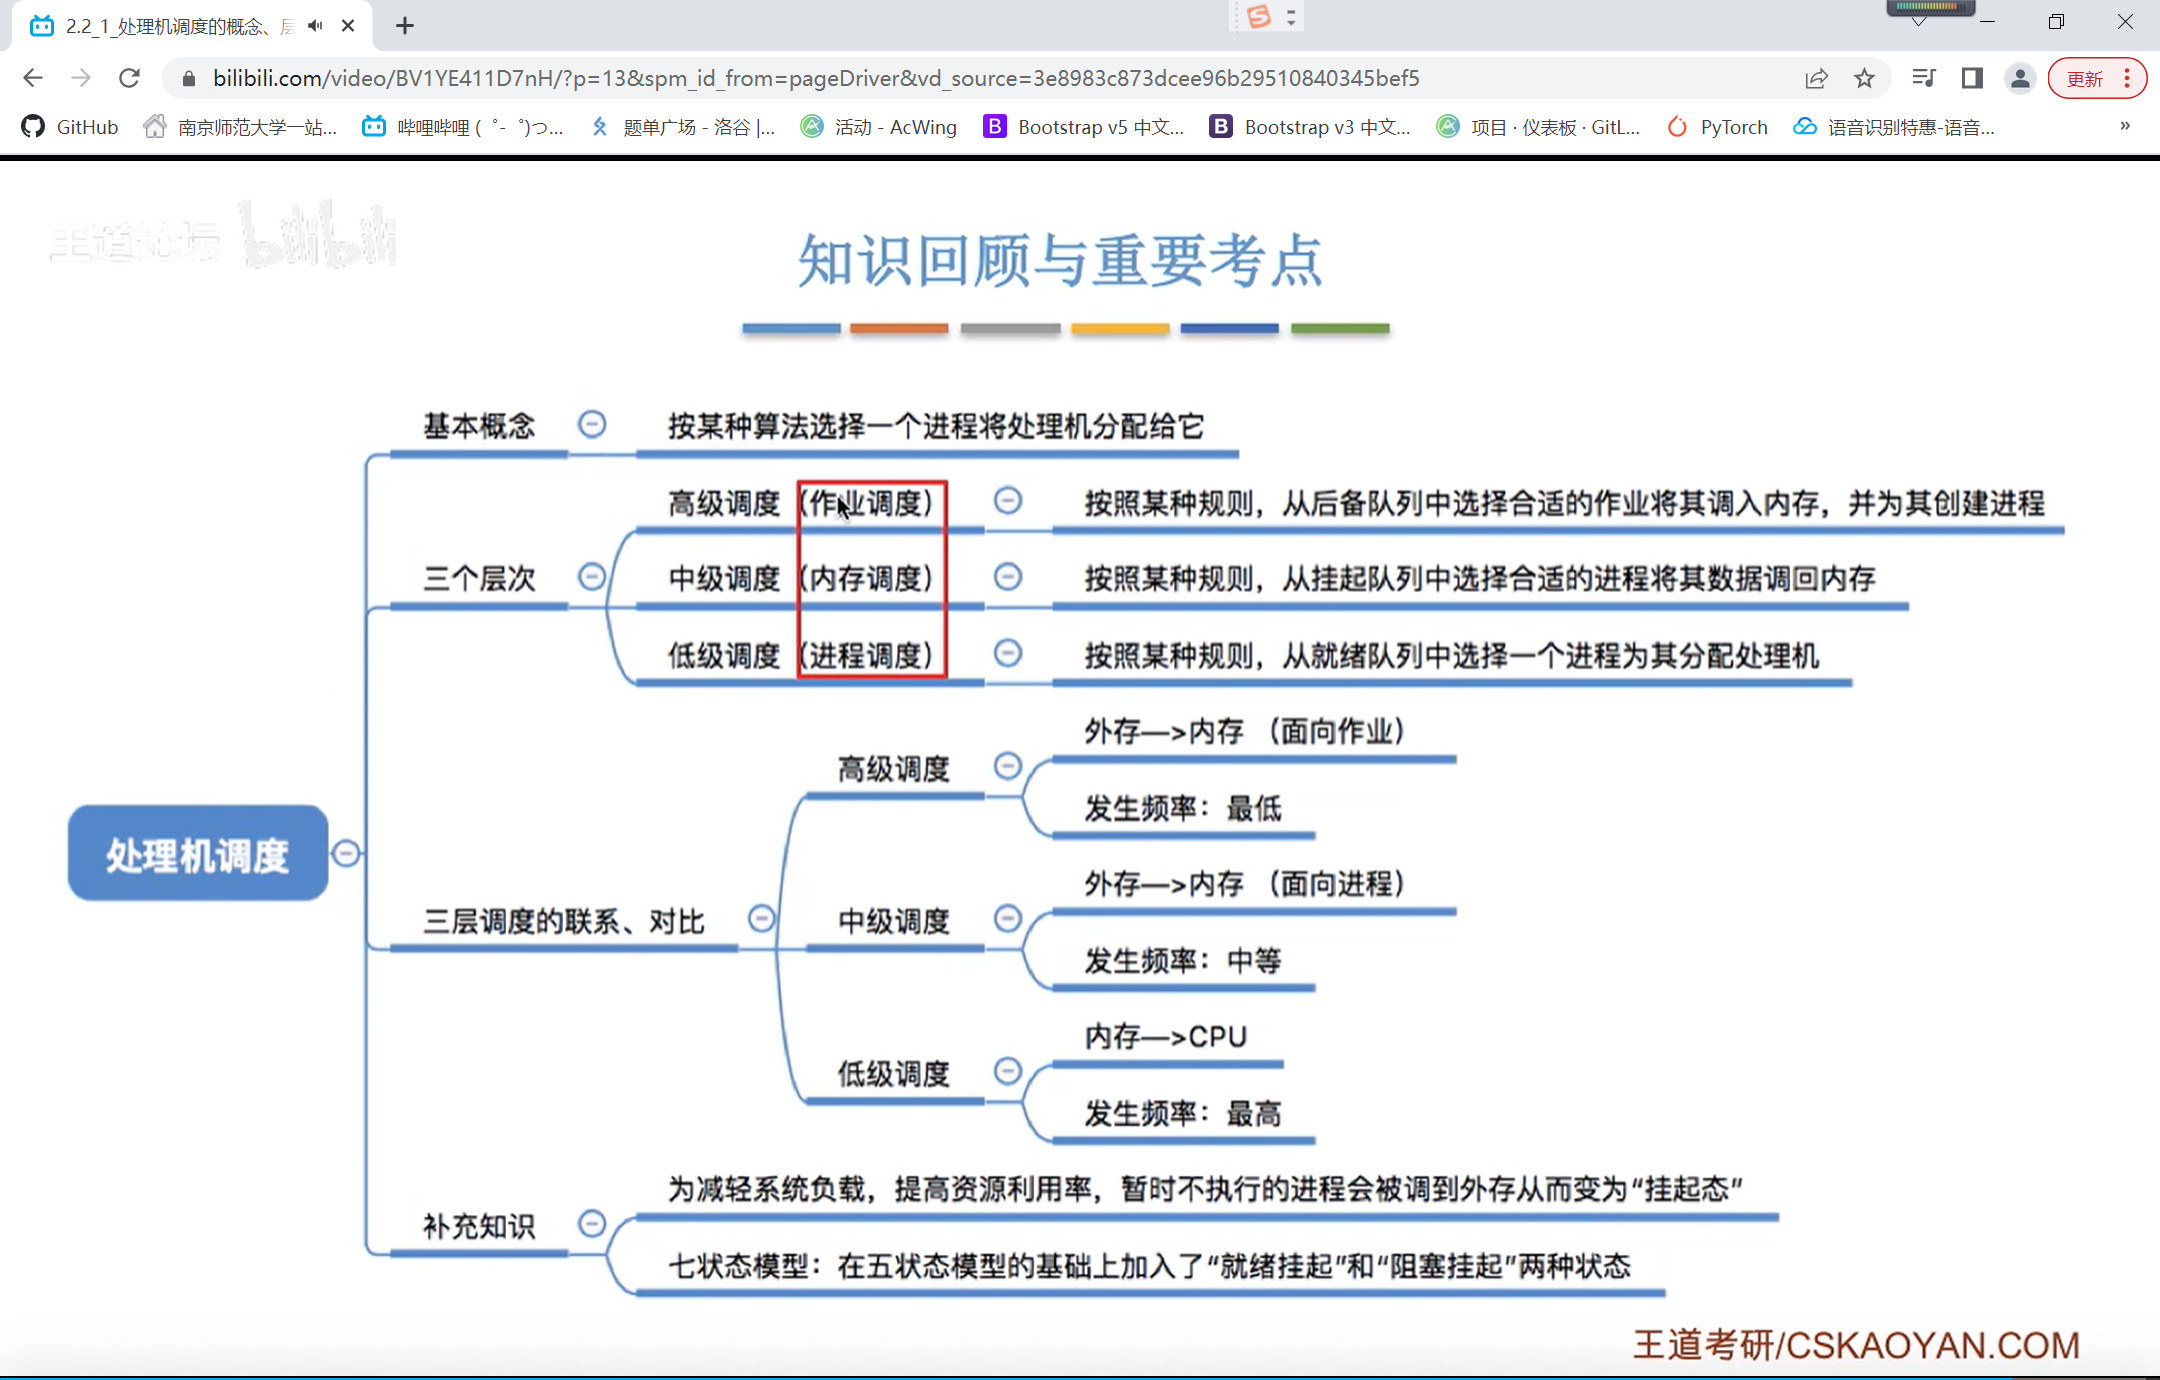 2.2_1_处理机调度的概念、层
bilibili.com/video/BV1YE411D7nH/?p=13&spm_id_from=pageDriver&vd_source=3e8983c873dcee96b29510840345bef5
更新
GitHub
南京师范大学一站...
哔哩哔哩 (゜-゜)つ...
题单广场 - 洛谷 |...
活动 - AcWing
Bootstrap v5 中文...
Bootstrap v3 中文...
项目 · 仪表板 · GitL...
PyTorch
语音识别特惠-语音...
»
王道论坛 bilibili
知识回顾与重要考点
基本概念
按某种算法选择一个进程将处理机分配给它
高级调度（作业调度）
按照某种规则，从后备队列中选择合适的作业将其调入内存，并为其创建进程
三个层次
中级调度（内存调度）
按照某种规则，从挂起队列中选择合适的进程将其数据调回内存
低级调度（进程调度）
按照某种规则，从就绪队列中选择一个进程为其分配处理机
外存—>内存 （面向作业）
高级调度
发生频率：最低
处理机调度
外存—>内存 （面向进程）
三层调度的联系、对比
中级调度
发生频率：中等
内存—>CPU
低级调度
发生频率：最高
为减轻系统负载，提高资源利用率，暂时不执行的进程会被调到外存从而变为“挂起态”
补充知识
七状态模型：在五状态模型的基础上加入了“就绪挂起”和“阻塞挂起”两种状态
王道考研/CSKAOYAN.COM